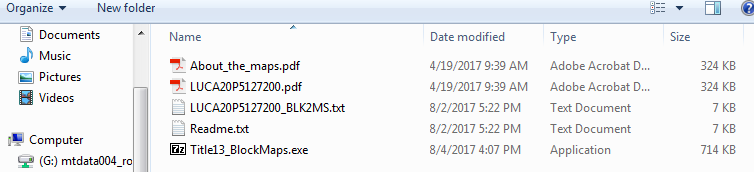 Organize New folder
Documents
Music
Pictures
Videos
Computer
(G:) mtdata004_ro
Name Date modified Type Size
About_the_maps.pdf 4/19/2017 9:39 AM Adobe Acrobat D... 324 KB
LUCA20P5127200.pdf 4/19/2017 9:39 AM Adobe Acrobat D... 324 KB
LUCA20P5127200_BLK2MS.txt 8/2/2017 5:22 PM Text Document 7 KB
Readme.txt 8/2/2017 5:22 PM Text Document 7 KB
Title13_BlockMaps.exe 8/4/2017 4:07 PM Application 714 KB